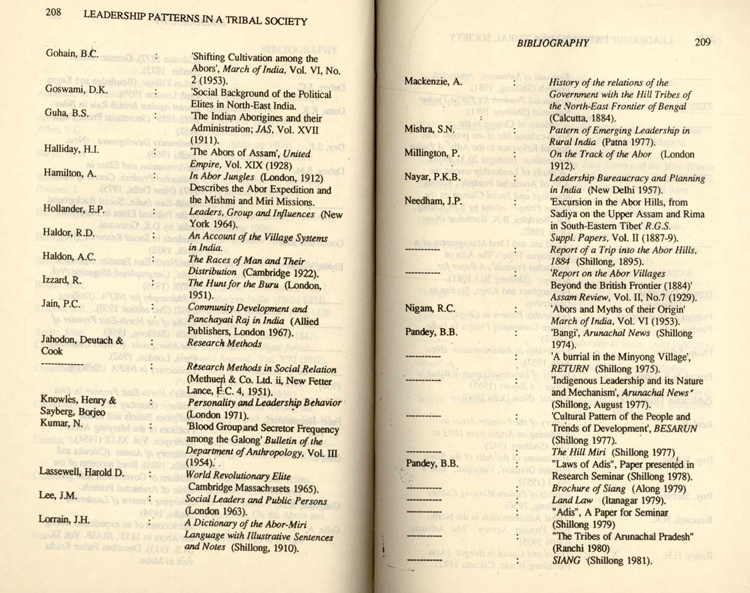 208 LEADERSHIP PATTERNS IN A TRIBAL SOCIETY
Gohain, B.C. : 'Shifting Cultivation among the
Abors', March of India, Vol. VI, No.
2 (1953).
Goswami, D.K. : 'Social Background of the Political
Elites in North-East India.
Guha, B.S. : 'The Indian Aborigines and their
Administration; JAS, Vol. XVII
(1911).
Halliday, H.I. : 'The Abors of Assam', United
Empire, Vol. XIX (1928)
Hamilton, A. : In Abor Jungles (London, 1912)
Describes the Abor Expedition and
the Mishmi and Miri Missions.
Hollander, E.P. : Leaders, Group and Influences (New
York 1964).
Haldor, R.D. : An Account of the Village Systems
in India.
Haldon, A.C. : The Races of Man and Their
Distribution (Cambridge 1922).
Izzard, R. : The Hunt for the Buru (London,
1951).
Jain, P.C. : Community Development and
Panchayati Raj in India (Allied
Publishers, London 1967).
Jahodon, Deutach & : Research Methods
Cook
------------ : Research Methods in Social Relation
(Methuen & Co. Ltd. ii, New Fetter
Lance, F.C. 4, 1951).
Knowles, Henry & : Personality and Leadership Behavior
Sayberg, Borjeo (London 1971).
Kumar, N. : 'Blood Group and Secretor Frequency
among the Galong' Bulletin of the
Department of Anthropology, Vol. III
(1954).
Lassewell, Harold D. : World Revolutionary Elite
Cambridge Massachusets 1965).
Lee, J.M. : Social Leaders and Public Persons
(London 1963).
Lorrain, J.H. : A Dictionary of the Abor-Miri
Language with Illustrative Sentences
and Notes (Shillong, 1910).
BIBLIOGRAPHY 209
Mackenzie, A. : History of the relations of the
Government with the Hill Tribes of
the North-East Frontier of Bengal
(Calcutta, 1884).
Mishra, S.N. : Pattern of Emerging Leadership in
Rural India (Patna 1977).
Millington, P. : On the Track of the Abor (London
1912).
Nayar, P.K.B. : Leadership Bureaucracy and Planning
in India (New Delhi 1957).
Needham, J.P. : 'Excursion in the Abor Hills, from
Sadiya on the Upper Assam and Rima
in South-Eastern Tibet' R.G.S.
Suppl. Papers, Vol. II (1887-9).
------------ : Report of a Trip into the Abor Hills,
1884 (Shillong, 1895).
------------ : 'Report on the Abor Villages
Beyond the British Frontier (1884)'
Assam Review, Vol. II, No.7 (1929).
Nigam, R.C. : 'Abors and Myths of their Origin'
March of India, Vol. VI (1953).
Pandey, B.B. : 'Bangi', Arunachal News (Shillong
1974).
------------ : 'A burrial in the Minyong Village',
RETURN (Shillong 1975).
------------ : 'Indigenous Leadership and its Nature
and Mechanism', Arunachal News'
(Shillong, August 1977).
------------ : 'Cultural Pattern of the People and
Trends of Development', BESARUN
(Shillong 1977).
------------ : The Hill Miri (Shillong 1977),
Pandey, B.B. : "Laws of Adis", Paper presented in
Research Seminar (Shillong 1978).
------------ : Brochure of Siang (Along 1979)
------------ : Land Law (Itanagar 1979).
------------ : "Adis", A Paper for Seminar
(Shillong 1979)
------------ : "The Tribes of Arunachal Pradesh"
(Ranchi 1980)
------------ : SIANG (Shillong 1981).